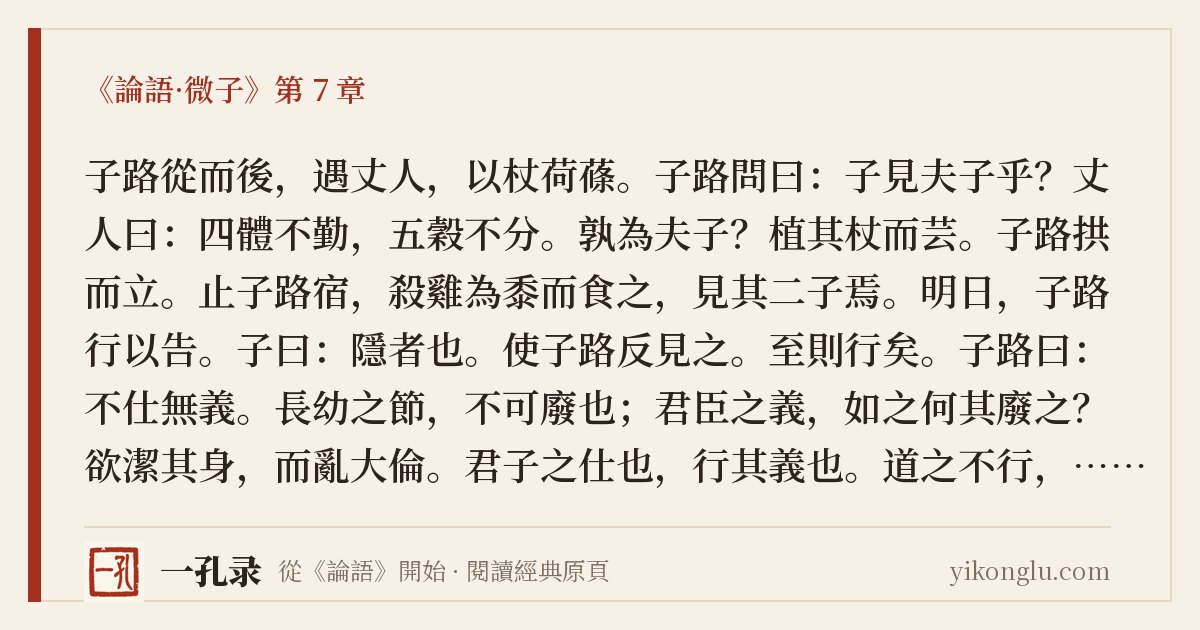 《論語·微子》第 7 章
子路從而後，遇丈人，以杖荷蓧。子路問曰：子見夫子乎？丈
人曰：四體不勤，五穀不分。孰為夫子？植其杖而芸。子路拱
而立。止子路宿，殺雞為黍而食之，見其二子焉。明日，子路
行以告。子曰：隱者也。使子路反見之。至則行矣。子路曰：
不仕無義。長幼之節，不可廢也；君臣之義，如之何其廢之？
欲潔其身，而亂大倫。君子之仕也，行其義也。道之不行，……
一孔
一孔录 從《論語》開始 · 閱讀經典原頁 yikonglu.com